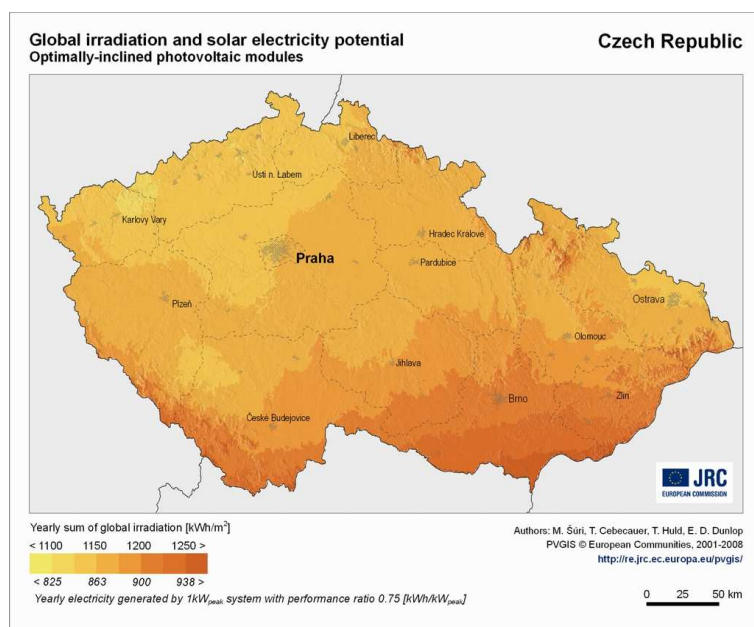 Global irradiation and solar electricity potential
Optimally-inclined photovoltaic modules
Czech Republic
Liberec
Usti n. Labem
Karlovy Vary
Hradec Kralové
Praha
Pardubice
Plzeň
Ostrava
Olomouc
Jihlava
Brno
Zlin
České Budejovice
JRC
EUROPEAN COMMISSION
Yearly sum of global irradiation [kWh/m²]
< 1100 1150 1200 1250 >
< 825 863 900 938 >
Yearly electricity generated by 1kWpeak system with performance ratio 0.75 [kWh/kWpeak]
Authors: M. Šúri, T. Cebecauer, T. Huld, E. D. Dunlop
PVGIS © European Communities, 2001-2008
http://re.jrc.ec.europa.eu/pvgis/
0 25 50 km